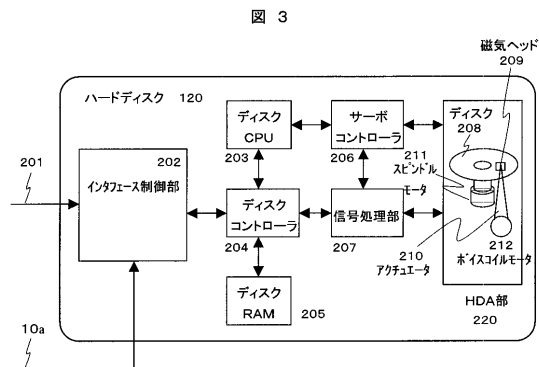 図 3
磁気ヘッド
209
ハードディスク 120
ディスク
CPU
203
サーボ
コントローラ
206
ディスク
208
201
202
インタフェース制御部
211
スピンドル
モータ
ディスク
コントローラ
204
信号処理部
207
210
アクチュエータ
212
ボイスコイルモータ
ディスク
RAM
205
HDA部
220
10a